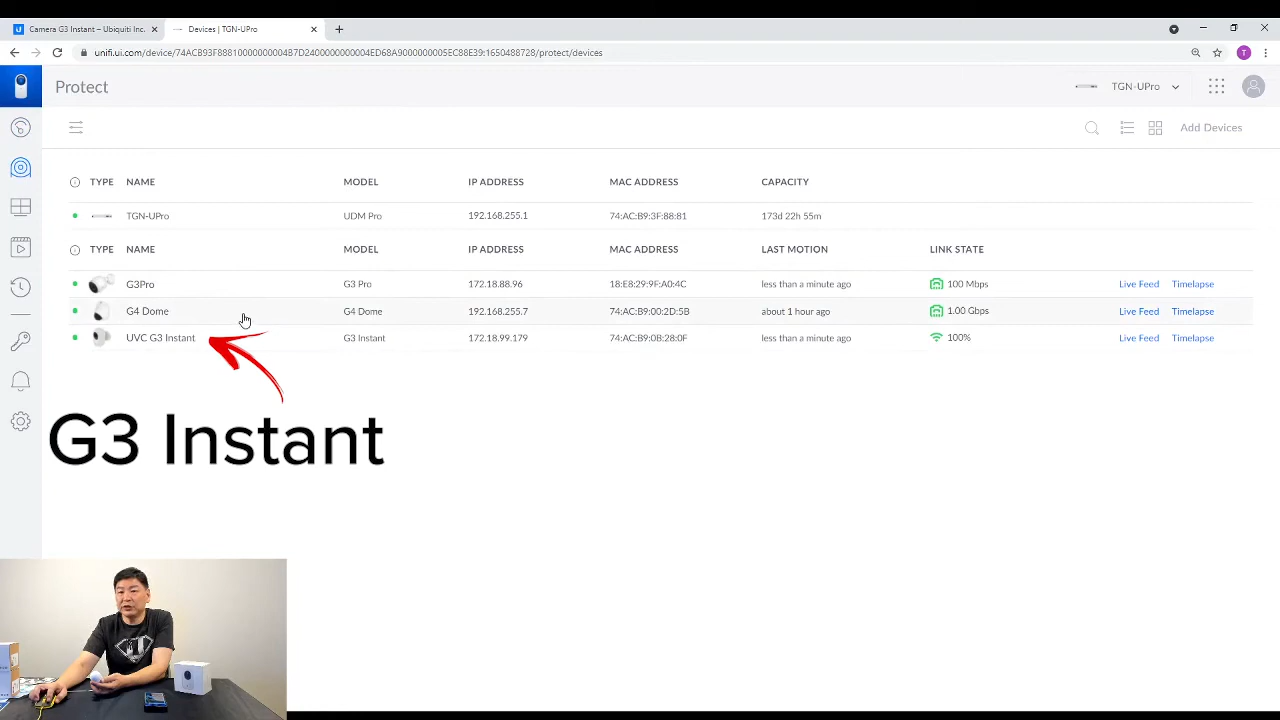 Camera G3 Instant – Ubiquiti Inc.
Devices | TGN-UPro
unifi.ui.com/device/74ACB93F88810000000004B7D2400000000004ED68A9000000005EC88E39:1650488728/protect/devices
T
Protect
TGN-UPro
Add Devices
TYPE NAME MODEL IP ADDRESS MAC ADDRESS CAPACITY
TGN-UPro UDM Pro 192.168.255.1 74:AC:B9:3F:88:81 173d 22h 55m
TYPE NAME MODEL IP ADDRESS MAC ADDRESS LAST MOTION LINK STATE
G3Pro G3 Pro 172.18.88.96 18:E8:29:9F:A0:4C less than a minute ago 100 Mbps Live Feed Timelapse
G4 Dome G4 Dome 192.168.255.7 74:AC:B9:00:2D:5B about 1 hour ago 1.00 Gbps Live Feed Timelapse
UVC G3 Instant G3 Instant 172.18.99.179 74:AC:B9:0B:28:0F less than a minute ago 100% Live Feed Timelapse
G3 Instant